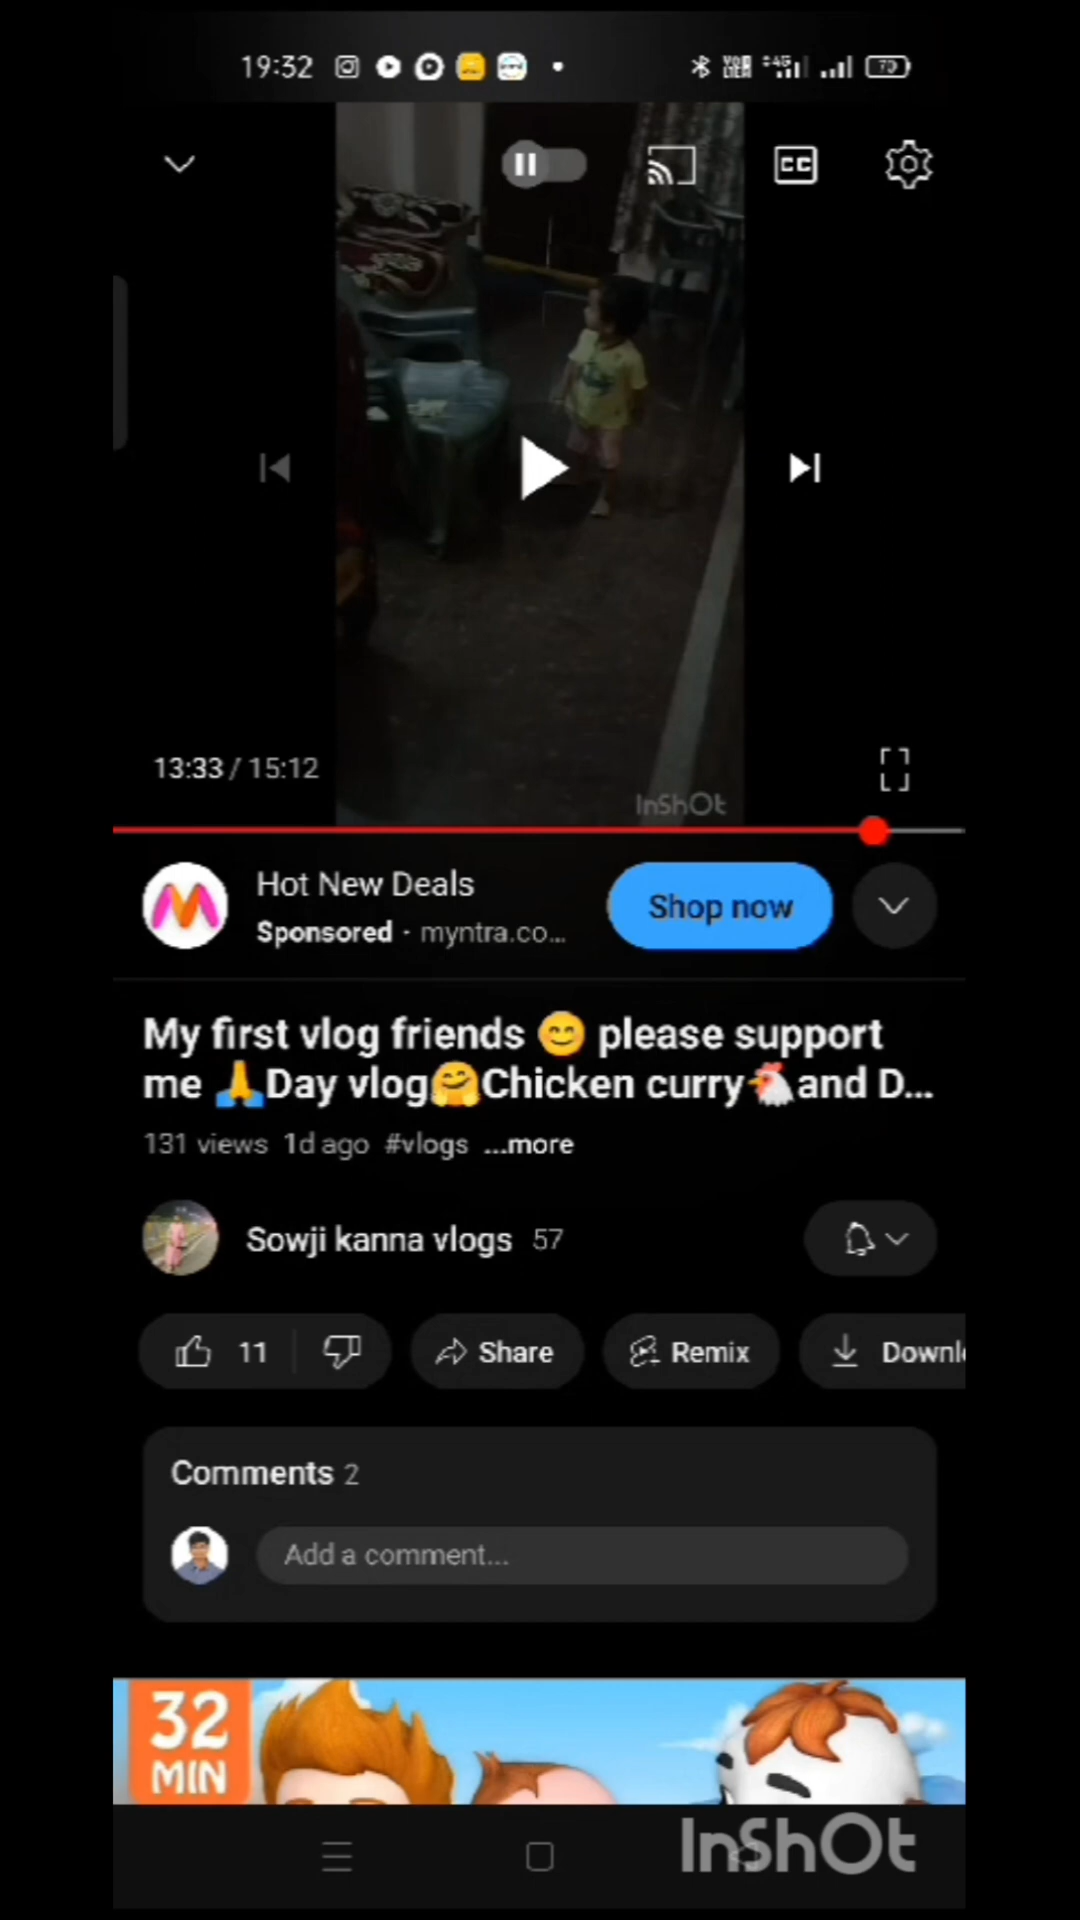 19:32
70
CC
13:33 / 15:12
InShOt
Hot New Deals
Shop now
Sponsored · myntra.co...
My first vlog friends 😊 please support
me 🙏Day vlog🤗Chicken curry🐔and D...
131 views 1d ago #vlogs ...more
Sowji kanna vlogs 57
11 Share Remix Downl
Comments 2
Add a comment...
32
MIN
InShOt